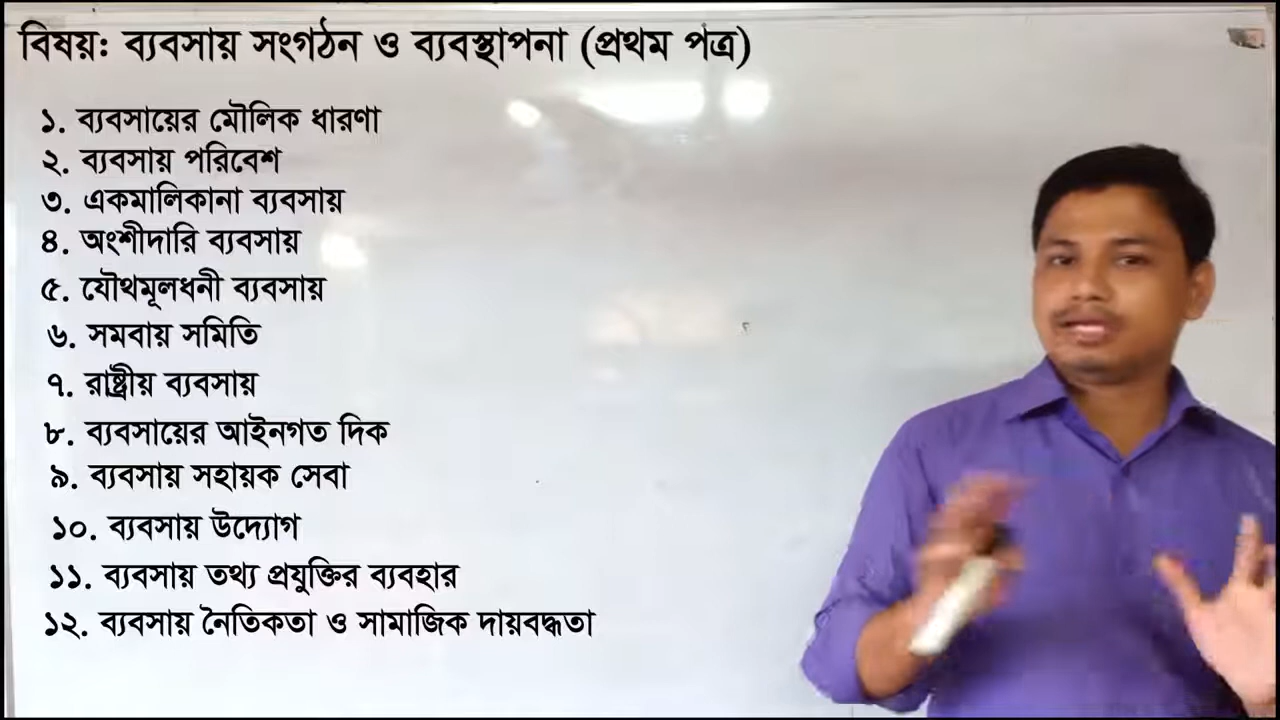 বিষয়: ব্যবসায় সংগঠন ও ব্যবস্থাপনা (প্রথম পত্র)
১. ব্যবসায়ের মৌলিক ধারণা
২. ব্যবসায় পরিবেশ
৩. একমালিকানা ব্যবসায়
৪. অংশীদারি ব্যবসায়
৫. যৌথমূলধনী ব্যবসায়
৬. সমবায় সমিতি
৭. রাষ্ট্রীয় ব্যবসায়
৮. ব্যবসায়ের আইনগত দিক
৯. ব্যবসায় সহায়ক সেবা
১০. ব্যবসায় উদ্যোগ
১১. ব্যবসায় তথ্য প্রযুক্তির ব্যবহার
১২. ব্যবসায় নৈতিকতা ও সামাজিক দায়বদ্ধতা